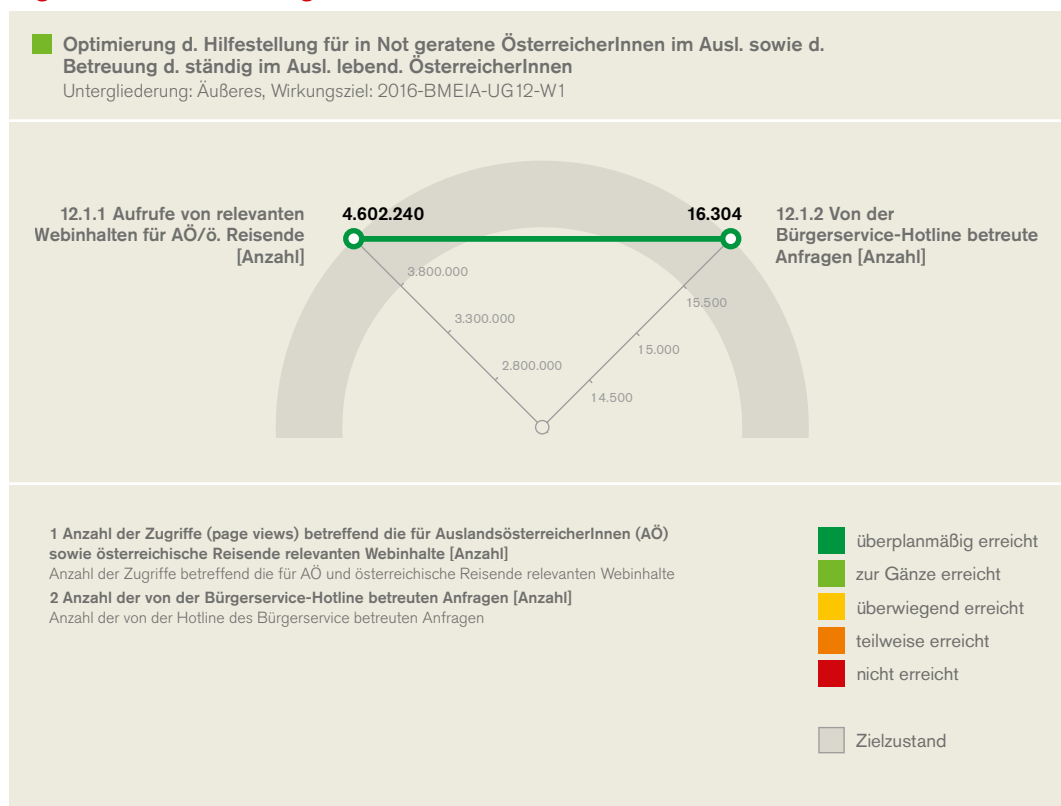 Optimierung d. Hilfestellung für in Not geratene ÖsterreicherInnen im Ausl. sowie d.
Betreuung d. ständig im Ausl. lebend. ÖsterreicherInnen
Untergliederung: Äußeres, Wirkungsziel: 2016-BMEIA-UG 12-W 1
12.1.1 Aufrufe von relevanten
Webinhalten für AÖ/ö. Reisende
[Anzahl]
4.602.240
16.304
12.1.2 Von der
Bürgerservice-Hotline betreute
Anfragen [Anzahl]
3.800.000
3.300.000
2.800.000
15.500
15.000
14.500
1 Anzahl der Zugriffe (page views) betreffend die für AuslandsösterreicherInnen (AÖ)
sowie österreichische Reisende relevanten Webinhalte [Anzahl]
Anzahl der Zugriffe betreffend die für AÖ und österreichische Reisende relevanten Webinhalte
2 Anzahl der von der Bürgerservice-Hotline betreuten Anfragen [Anzahl]
Anzahl der von der Hotline des Bürgerservice betreuten Anfragen
überplanmäßig erreicht
zur Gänze erreicht
überwiegend erreicht
teilweise erreicht
nicht erreicht
Zielzustand